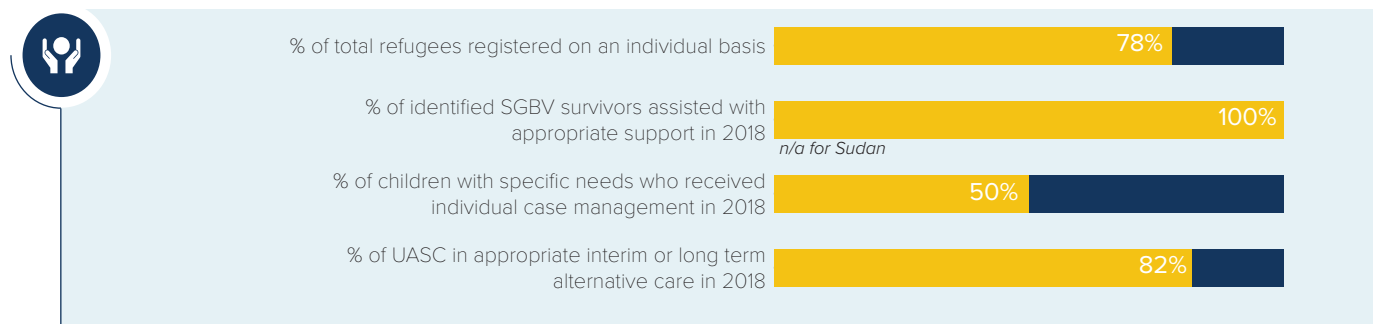 % of total refugees registered on an individual basis
78%
% of identified SGBV survivors assisted with
appropriate support in 2018
100%
n/a for Sudan
% of children with specific needs who received
individual case management in 2018
50%
% of UASC in appropriate interim or long term
alternative care in 2018
82%